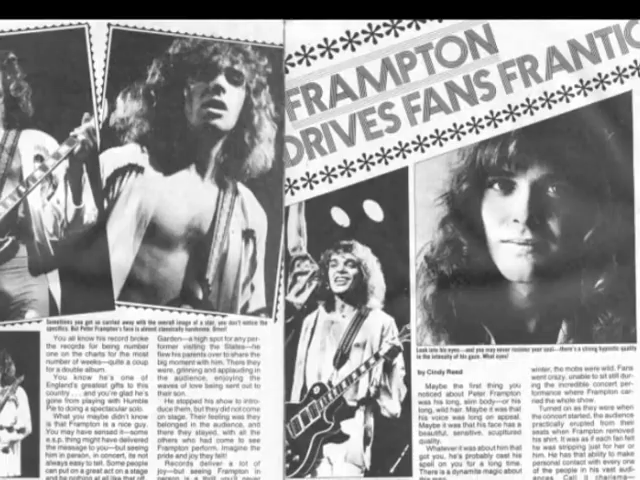 FRAMPTON
DRIVES FANS FRANTIC
Sometimes you get so carried away with the overall image of a star, you don't notice the
specifics. But Peter Frampton's face is almost classically handsome.
You all know his record broke
the records for being number
one on the charts for the most
number of weeks—quite a coup
for a double album.
You know he's one of
England's greatest gifts to this
country . . . and you're glad he's
gone from playing with Humble
Pie to doing a spectacular solo.
What you maybe didn't know
is that Frampton is a nice guy.
You may have guessed it—some
e.s.p. thing might have delivered
the message to you—but seeing
him in person, in concert, its not
always easy to tell. Some people
can put on a great act on a stage
and be nothing at all like that off
Garden—a high spot for any per-
former visiting the States—he
flew his parents over to share the
big moment with him. There they
were, grinning and applauding in
the audience, enjoying the
waves of love being sent out to
their son.
He stopped his show to intro-
duce them, but they did not come
on stage. Their feeling was they
belonged in the audience, and
there they stayed, with all the
others who had come to see
Frampton perform. Imagine the
pride and joy they felt!
Records deliver a lot of
joy—but seeing Frampton in
person is a thrill you'll never
Look into his eyes—and you may never recover your cool—there's a strong hypnotic quality
in the intensity of his gaze. What eyes!
by Cindy Reed
Maybe the first thing you
noticed about Peter Frampton
was his long, slim body—or his
long, wild hair. Maybe it was that
his voice was long on appeal.
Maybe it was that his face has a
beautiful, sensitive, sculptured
quality.
Whatever it was about him that
got you, he's probably cast his
spell on you for a long time.
There is a dynamite magic about
this man
winter, the mobs were wild. Fans
went crazy, unable to sit still dur-
ing the incredible concert per-
formance where Frampton car-
ried the whole show.
Turned on as they were when
the concert started, the audience
practically erupted from their
seats when Frampton removed
his shirt. It was as if each fan felt
he was stripping just for her or
him. He has that ability to make
personal contact with every one
of the people in his vast audi-
ences. Call it charisma—